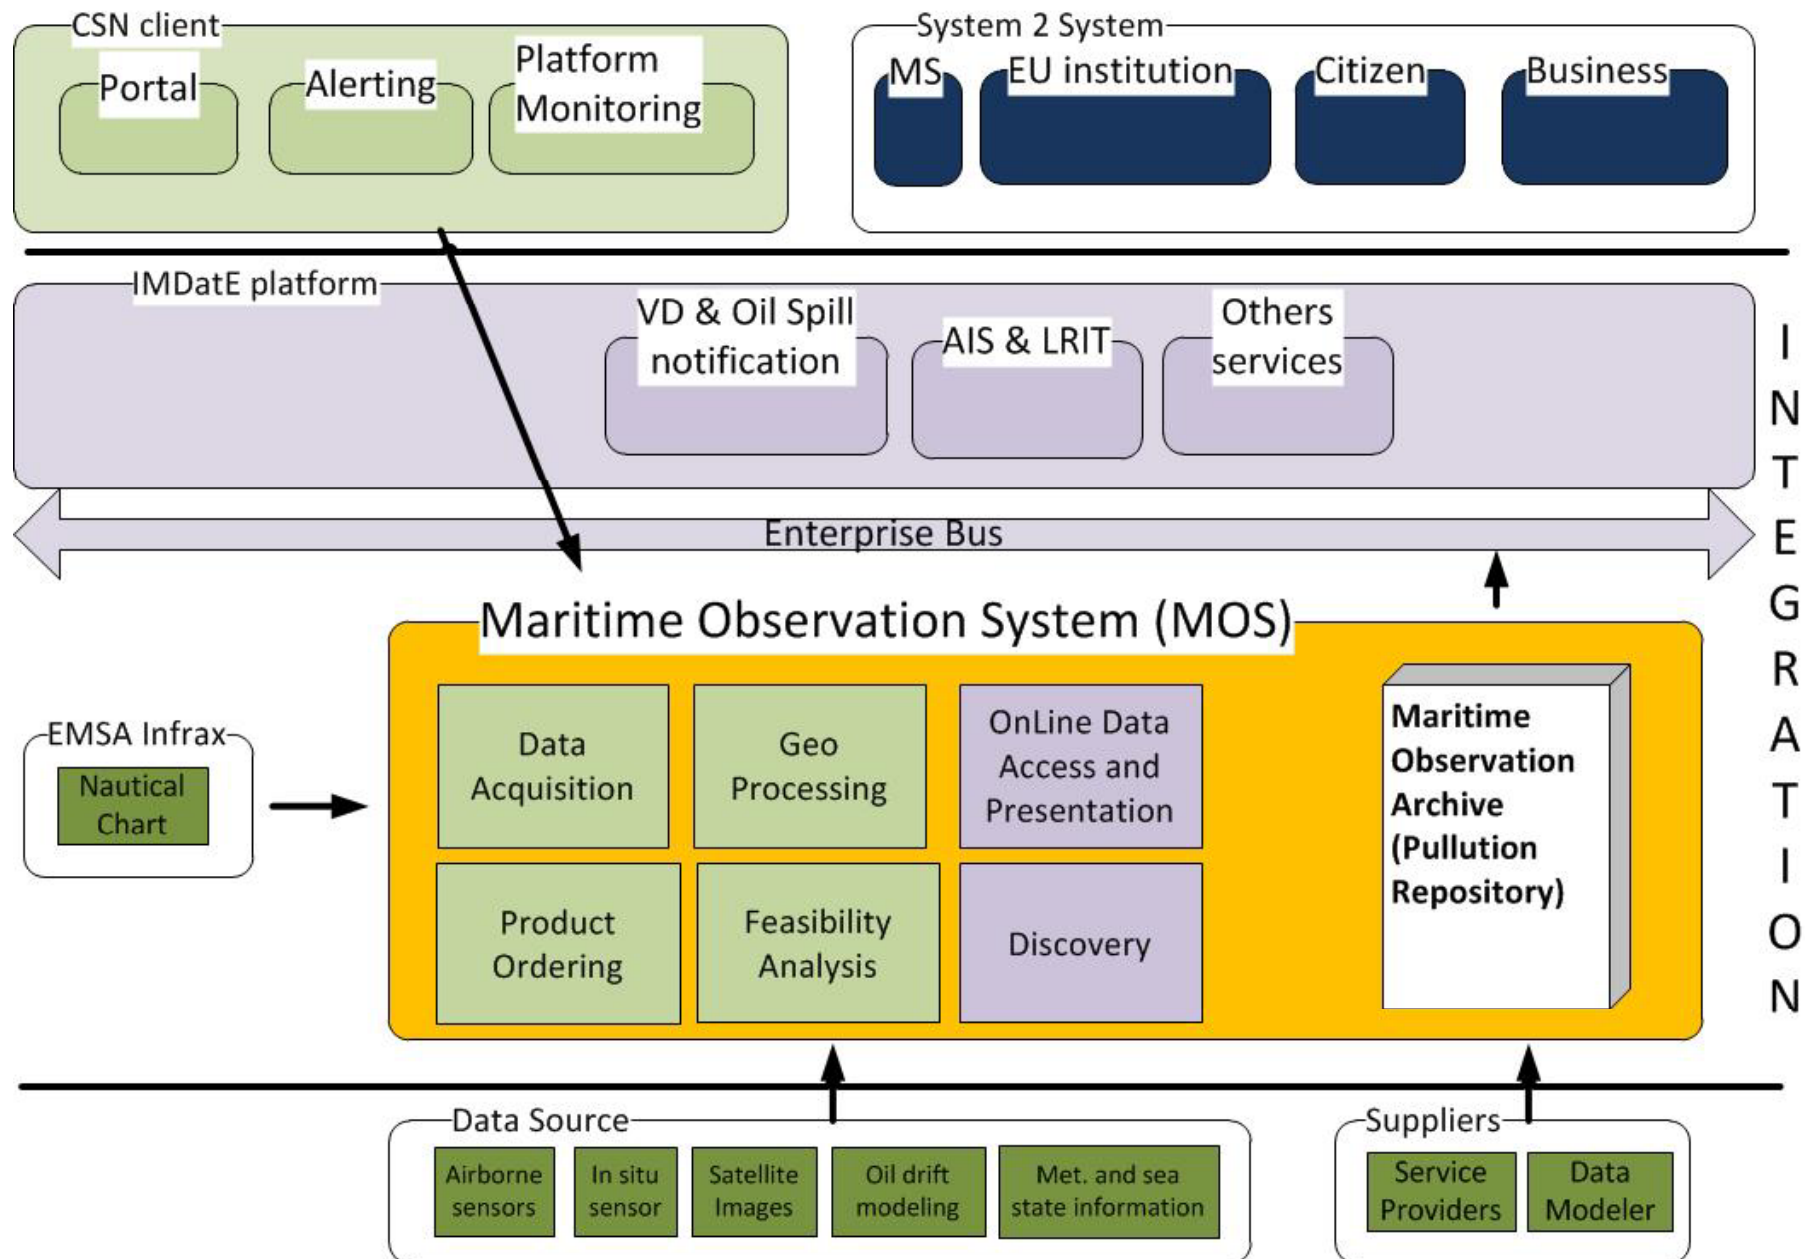 CSN client
Portal
Alerting
Platform
Monitoring
System 2 System
MS
EU institution
Citizen
Business
IMDatE platform
VD & Oil Spill
notification
AIS & LRIT
Others
services
Enterprise Bus
INTEGRATION
Maritime Observation System (MOS)
EMSA Infrax
Nautical
Chart
Data
Acquisition
Geo
Processing
OnLine Data
Access and
Presentation
Product
Ordering
Feasibility
Analysis
Discovery
Maritime
Observation
Archive
(Pullution
Repository)
Data Source
Airborne
sensors
In situ
sensor
Satellite
Images
Oil drift
modeling
Met. and sea
state information
Suppliers
Service
Providers
Data
Modeler